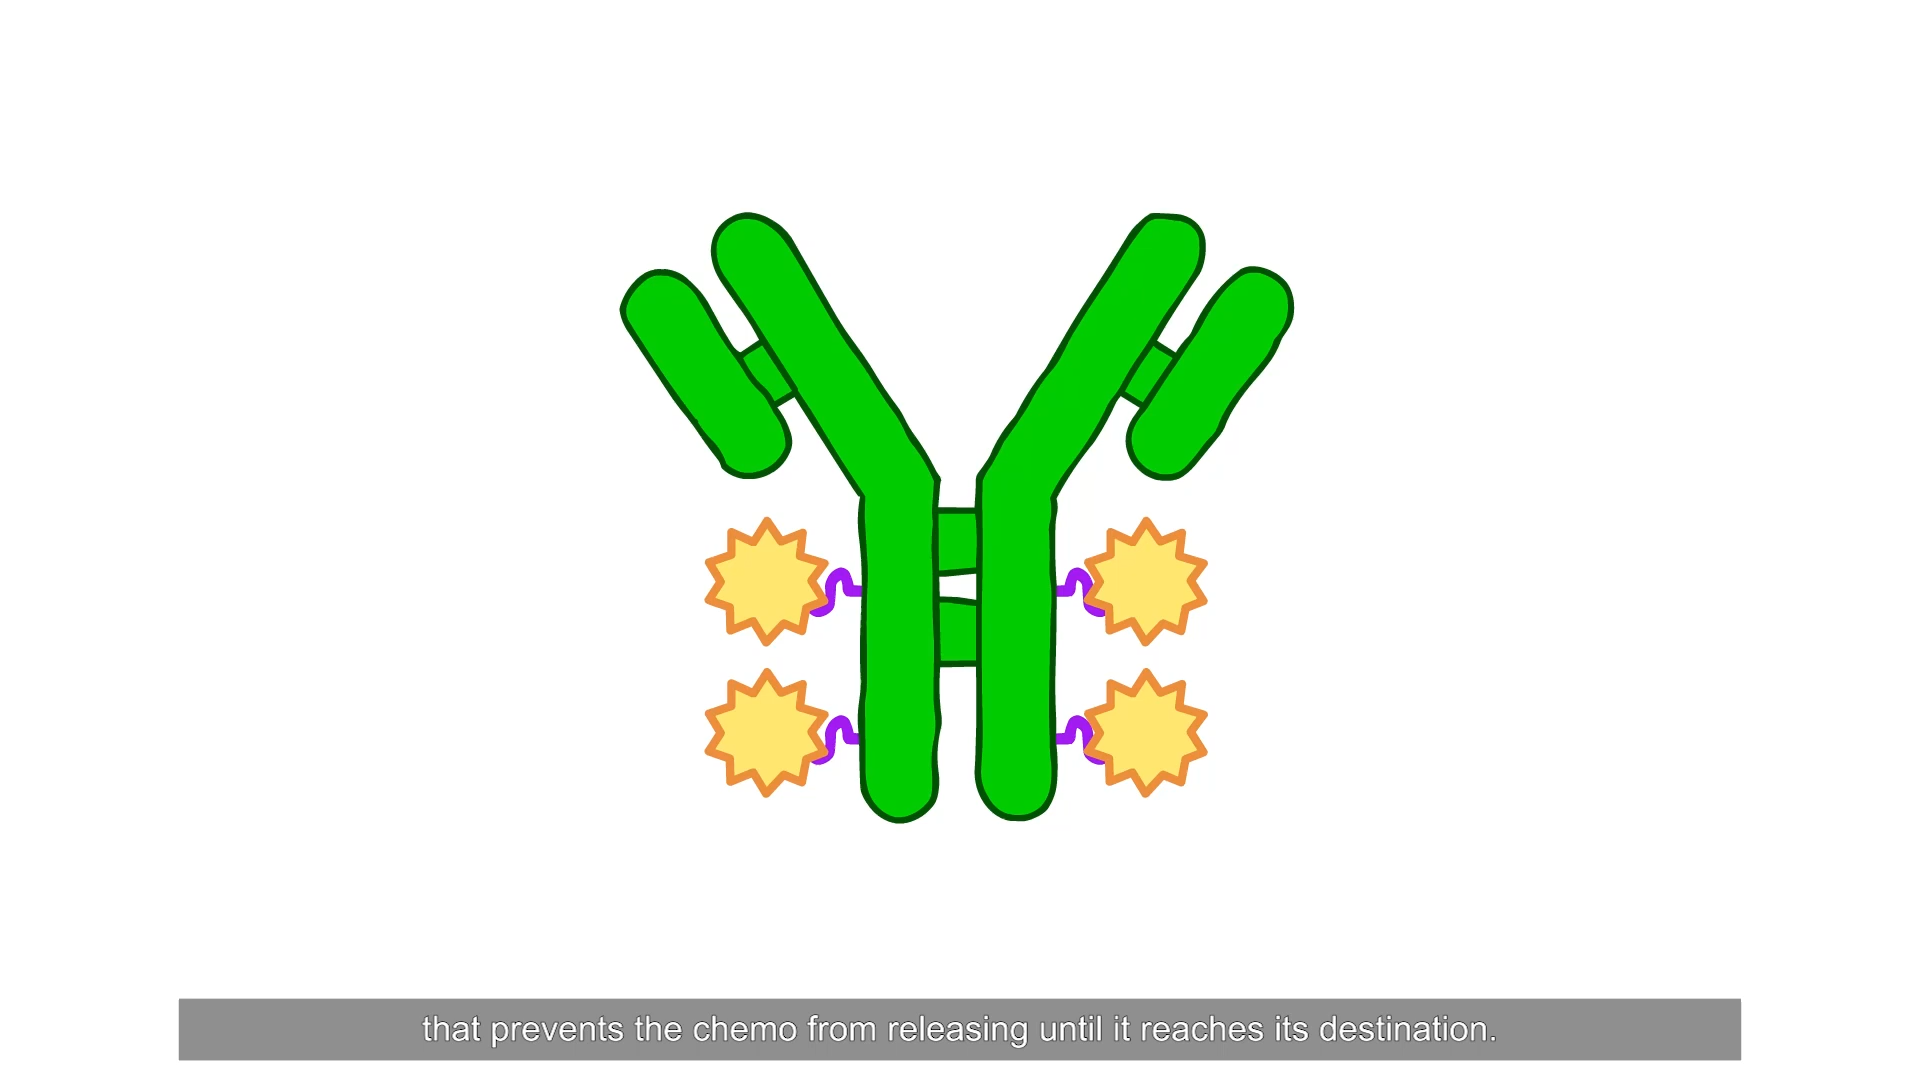 that prevents the chemo from releasing until it reaches its destination.